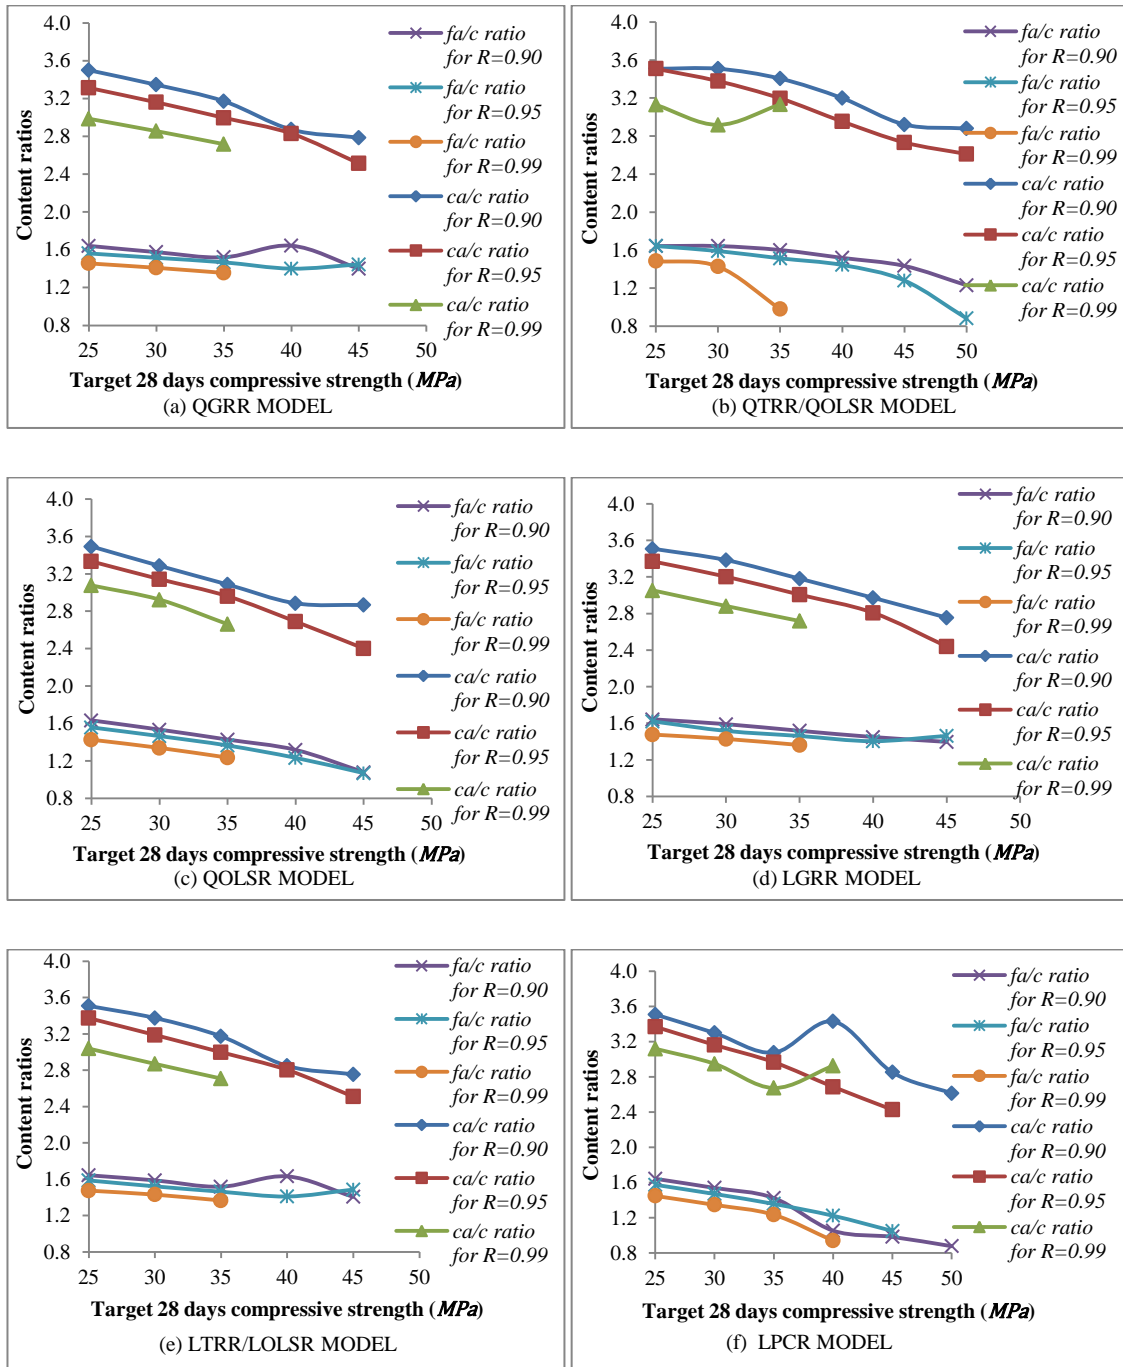 4.0
3.6
3.2
2.8
2.4
2.0
1.6
1.2
0.8
Content ratios
25 30 35 40 45 50
Target 28 days compressive strength (MPa)
fa/c ratio
for R=0.90
fa/c ratio
for R=0.95
fa/c ratio
for R=0.99
ca/c ratio
for R=0.90
ca/c ratio
for R=0.95
ca/c ratio
for R=0.99
(a) QGRR MODEL
4.0
3.6
3.2
2.8
2.4
2.0
1.6
1.2
0.8
Content ratios
25 30 35 40 45 50
Target 28 days compressive strength (MPa)
fa/c ratio
for R=0.90
fa/c ratio
for R=0.95
fa/c ratio
for R=0.99
ca/c ratio
for R=0.90
ca/c ratio
for R=0.95
ca/c ratio
for R=0.99
(b) QTRR/QOLSR MODEL
4.0
3.6
3.2
2.8
2.4
2.0
1.6
1.2
0.8
Content ratios
25 30 35 40 45 50
Target 28 days compressive strength (MPa)
fa/c ratio
for R=0.90
fa/c ratio
for R=0.95
fa/c ratio
for R=0.99
ca/c ratio
for R=0.90
ca/c ratio
for R=0.95
ca/c ratio
for R=0.99
(c) QOLSR MODEL
4.0
3.6
3.2
2.8
2.4
2.0
1.6
1.2
0.8
Content ratios
25 30 35 40 45 50
Target 28 days compressive strength (MPa)
fa/c ratio
for R=0.90
fa/c ratio
for R=0.95
fa/c ratio
for R=0.99
ca/c ratio
for R=0.90
ca/c ratio
for R=0.95
ca/c ratio
for R=0.99
(d) LGRR MODEL
4.0
3.6
3.2
2.8
2.4
2.0
1.6
1.2
0.8
Content ratios
25 30 35 40 45 50
Target 28 days compressive strength (MPa)
fa/c ratio
for R=0.90
fa/c ratio
for R=0.95
fa/c ratio
for R=0.99
ca/c ratio
for R=0.90
ca/c ratio
for R=0.95
ca/c ratio
for R=0.99
(e) LTRR/LOLSR MODEL
4.0
3.6
3.2
2.8
2.4
2.0
1.6
1.2
0.8
Content ratios
25 30 35 40 45 50
Target 28 days compressive strength (MPa)
fa/c ratio
for R=0.90
fa/c ratio
for R=0.95
fa/c ratio
for R=0.99
ca/c ratio
for R=0.90
ca/c ratio
for R=0.95
ca/c ratio
for R=0.99
(f) LPCR MODEL